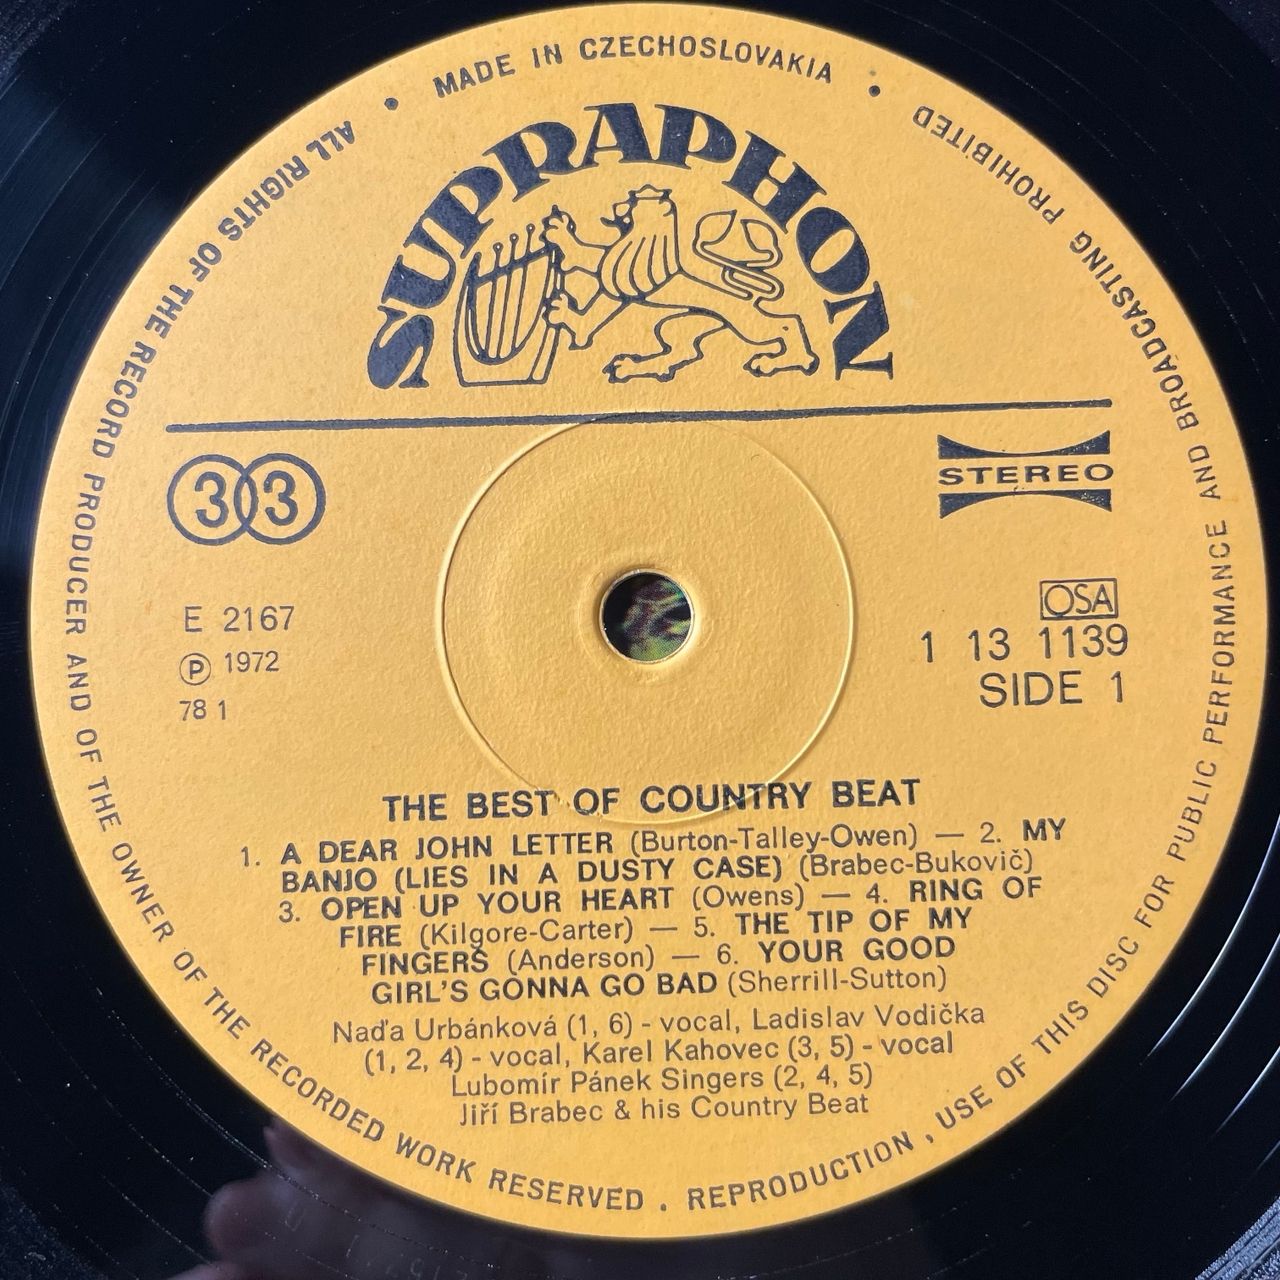 MADE IN CZECHOSLOVAKIA
SUPRAPHON
33
STEREO
E 2167
Ⓟ 1972
78 1
OSA
1 13 1139
SIDE 1
THE BEST OF COUNTRY BEAT
1. A DEAR JOHN LETTER (Burton-Talley-Owen) — 2. MY
BANJO (LIES IN A DUSTY CASE) (Brabec-Bukovič)
3. OPEN UP YOUR HEART (Owens) — 4. RING OF
FIRE (Kilgore-Carter) — 5. THE TIP OF MY
FINGERS (Anderson) — 6. YOUR GOOD
GIRL'S GONNA GO BAD (Sherrill-Sutton)
Naďa Urbánková (1, 6) - vocal, Ladislav Vodička
(1, 2, 4) - vocal, Karel Kahovec (3, 5) - vocal
Lubomír Pánek Singers (2, 4, 5)
Jiří Brabec & his Country Beat
ALL RIGHTS OF THE RECORD PRODUCER AND OF THE OWNER OF THE RECORDED WORK RESERVED . REPRODUCTION , USE OF THIS DISC FOR PUBLIC PERFORMANCE AND BROADCASTING PROHIBITED